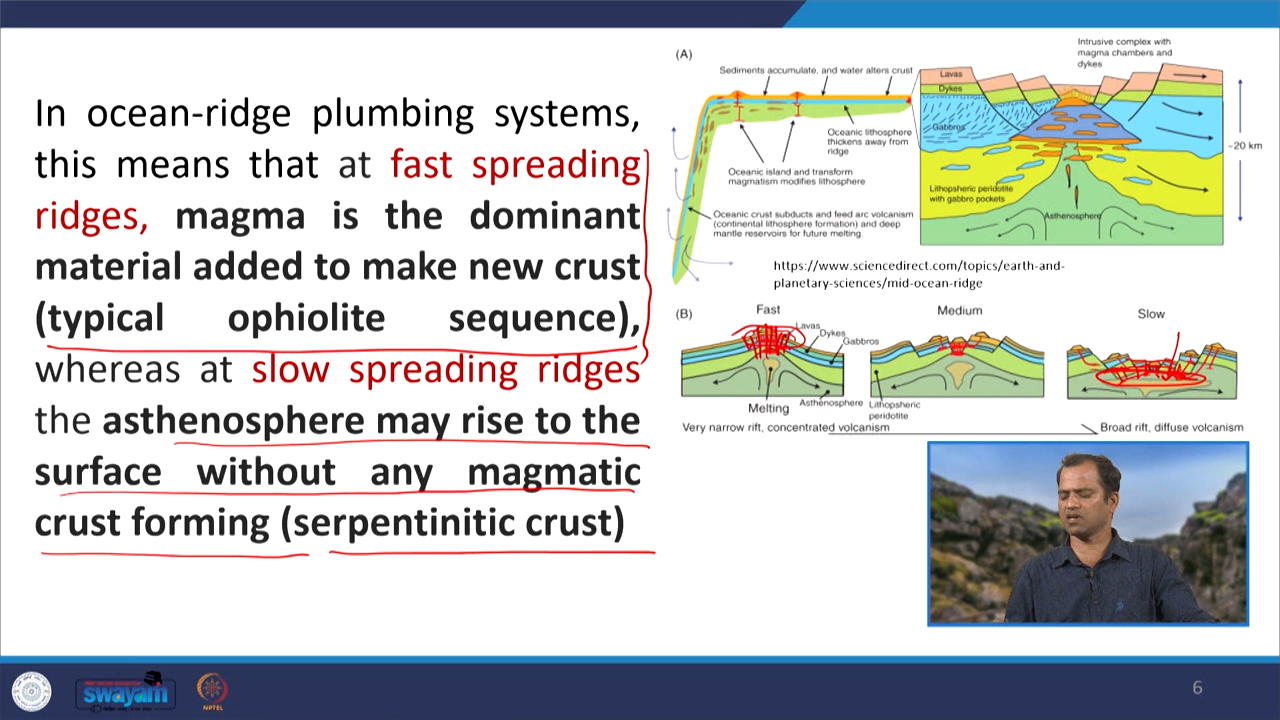 In ocean-ridge plumbing systems,
this means that at fast spreading
ridges, magma is the dominant
material added to make new crust
(typical ophiolite sequence),
whereas at slow spreading ridges
the asthenosphere may rise to the
surface without any magmatic
crust forming (serpentinitic crust)
(A)
Sediments accumulate, and water alters crust
Oceanic lithosphere
thickens away from
ridge
Oceanic island and transform
magmatism modifies lithosphere
Oceanic crust subducts and feed arc volcanism
(continental lithosphere formation) and deep
mantle reservoirs for future melting.
Intrusive complex with
magma chambers and
dykes
Lavas
Dykes
Gabbros
~20 km
Lithopsheric peridotite
with gabbro pockets
Asthenosphere
https://www.sciencedirect.com/topics/earth-and-
planetary-sciences/mid-ocean-ridge
(B)
Fast
Medium
Slow
Lavas
Dykes
Gabbros
Melting
Asthenosphere
Lithopsheric
peridotite
Very narrow rift, concentrated volcanism
Broad rift, diffuse volcanism
swayam
NPTEL
6